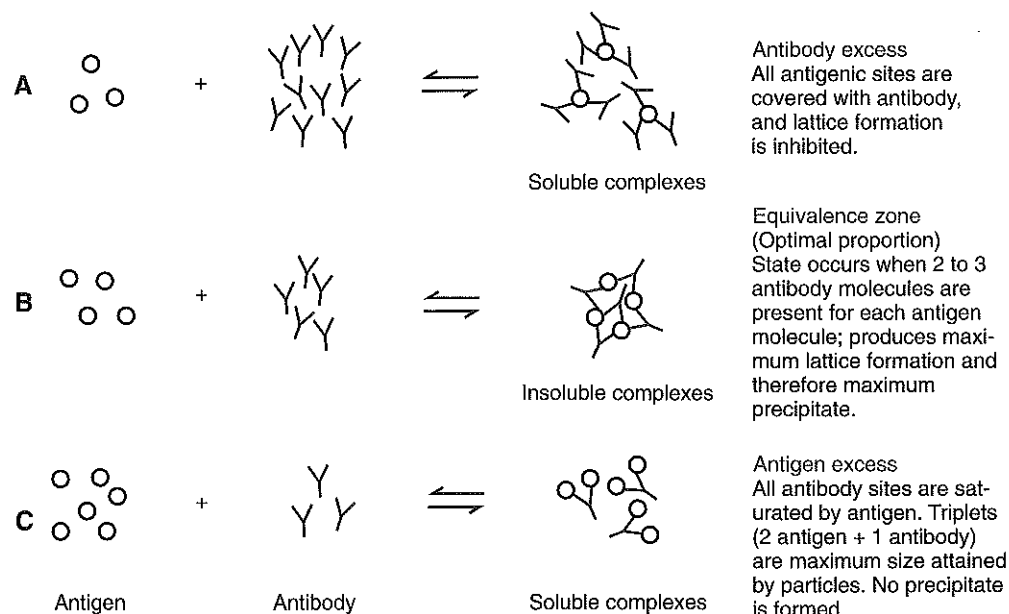 A
+
Antibody excess
All antigenic sites are
covered with antibody,
and lattice formation
is inhibited.
Soluble complexes
B
+
Equivalence zone
(Optimal proportion)
State occurs when 2 to 3
antibody molecules are
present for each antigen
molecule; produces maxi-
mum lattice formation and
therefore maximum
precipitate.
Insoluble complexes
C
+
Antigen excess
All antibody sites are sat-
urated by antigen. Triplets
(2 antigen + 1 antibody)
are maximum size attained
by particles. No precipitate
is formed
Antigen
Antibody
Soluble complexes